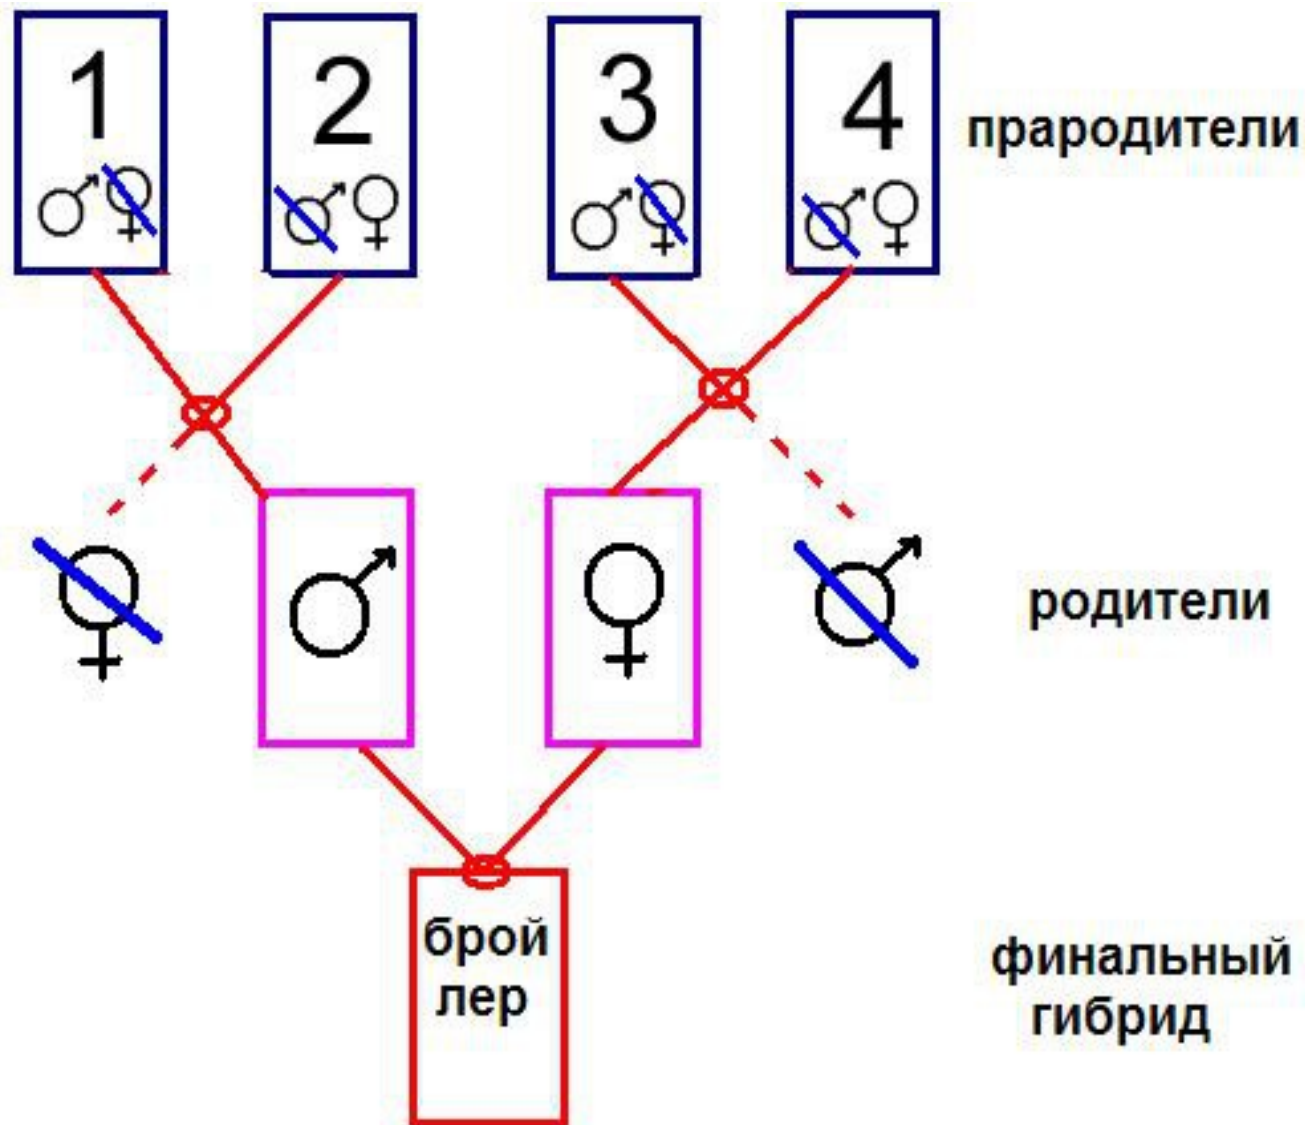 1 2 3 4 прародители
родители
брой
лер
финальный
гибрид